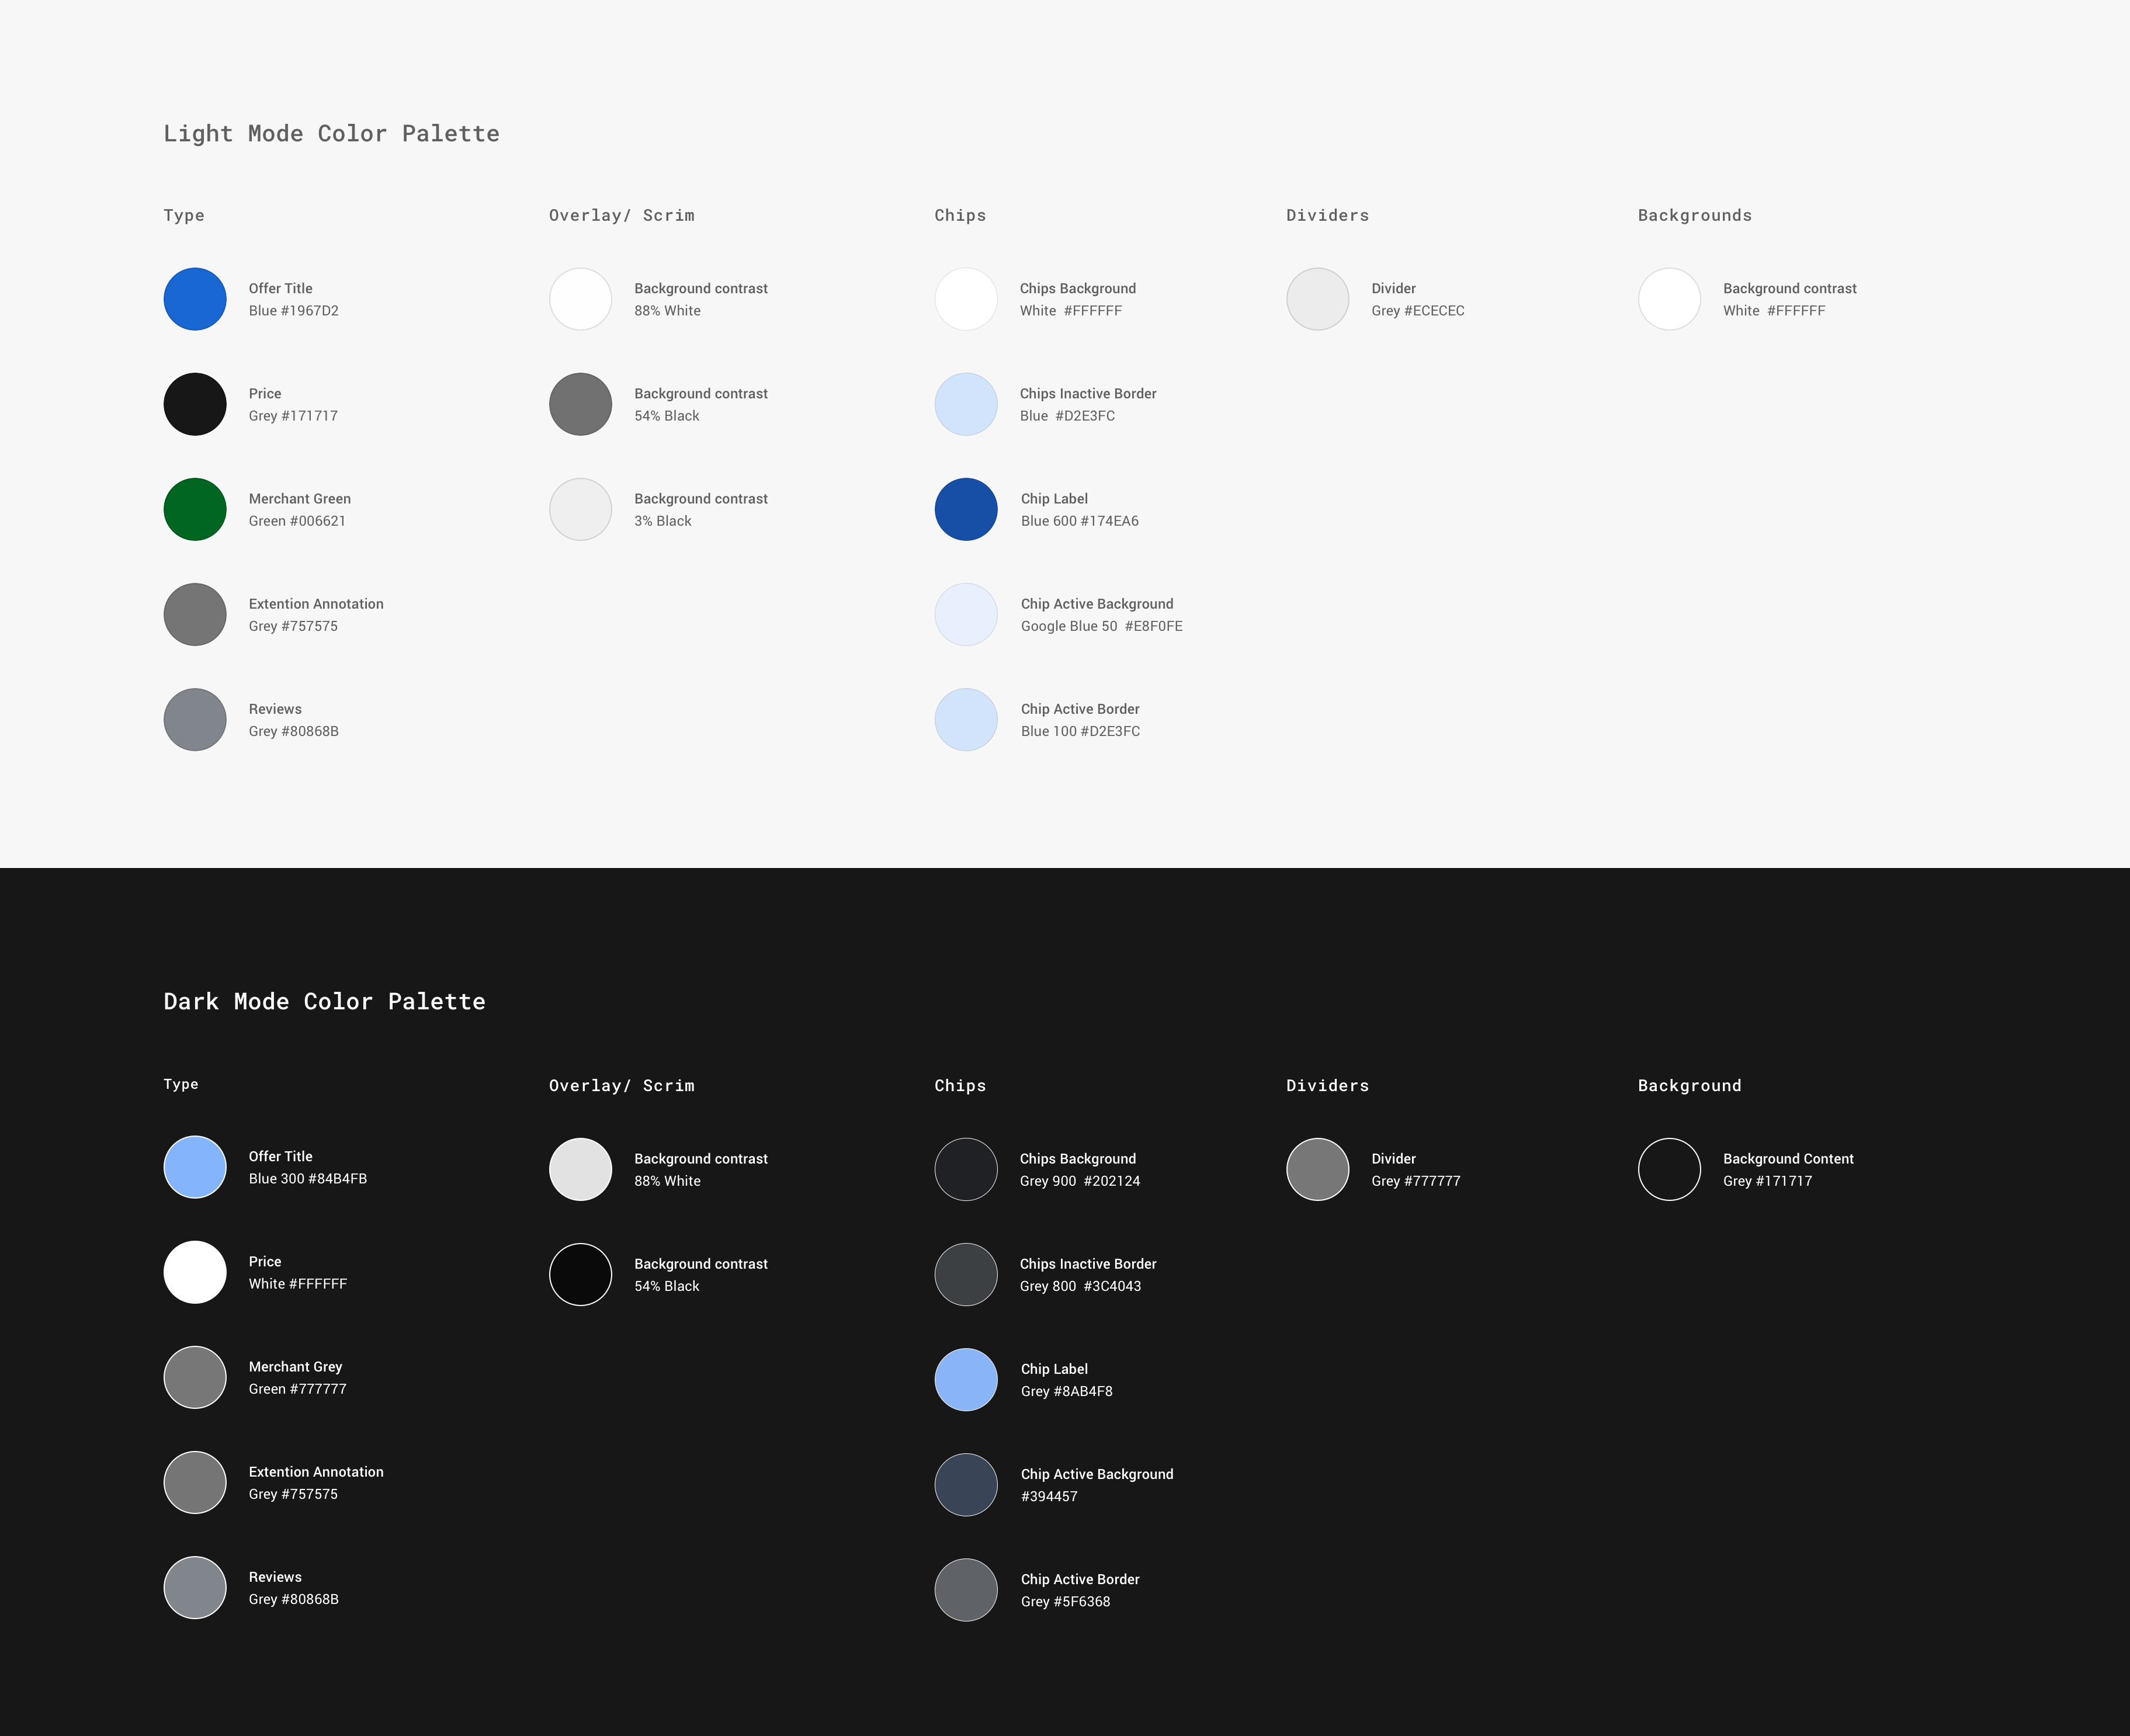 Light Mode Color Palette
Type
Offer Title
Blue #1967D2
Price
Grey #171717
Merchant Green
Green #006621
Extention Annotation
Grey #757575
Reviews
Grey #80868B
Overlay/ Scrim
Background contrast
88% White
Background contrast
54% Black
Background contrast
3% Black
Chips
Chips Background
White  #FFFFFF
Chips Inactive Border
Blue  #D2E3FC
Chip Label
Blue 600 #174EA6
Chip Active Background
Google Blue 50  #E8F0FE
Chip Active Border
Blue 100 #D2E3FC
Dividers
Divider
Grey #ECECEC
Backgrounds
Background contrast
White  #FFFFFF
Dark Mode Color Palette
Type
Offer Title
Blue 300 #84B4FB
Price
White #FFFFFF
Merchant Grey
Green #777777
Extention Annotation
Grey #757575
Reviews
Grey #80868B
Overlay/ Scrim
Background contrast
88% White
Background contrast
54% Black
Chips
Chips Background
Grey 900  #202124
Chips Inactive Border
Grey 800  #3C4043
Chip Label
Grey #8AB4F8
Chip Active Background
#394457
Chip Active Border
Grey #5F6368
Dividers
Divider
Grey #777777
Background
Background Content
Grey #171717